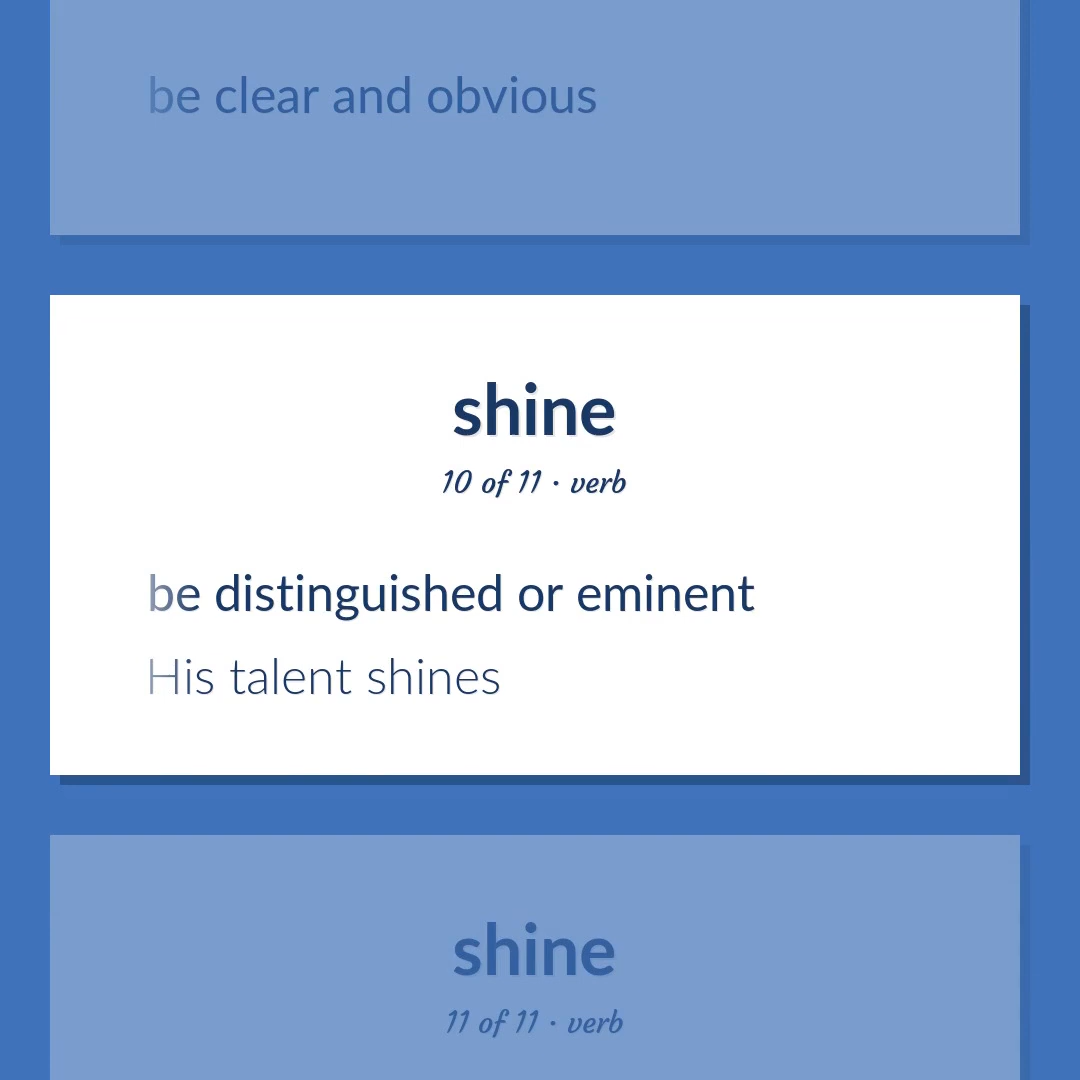 be clear and obvious
shine
10 of 11 · verb
be distinguished or eminent
His talent shines
shine
11 of 11 · verb